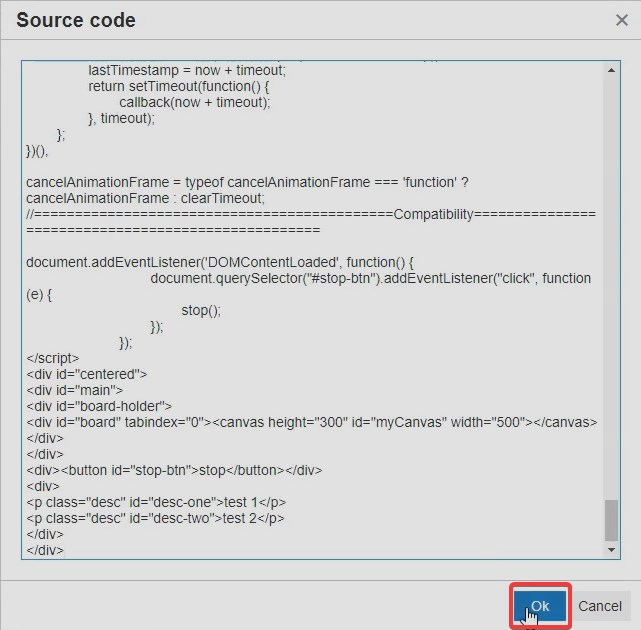 Source code
lastTimestamp = now + timeout;
return setTimeout(function() {
callback(now + timeout);
}, timeout);
};
})(),
cancelAnimationFrame = typeof cancelAnimationFrame === 'function' ?
cancelAnimationFrame : clearTimeout;
//============================================Compatibility===============
====================================
document.addEventListener('DOMContentLoaded', function() {
document.querySelector("#stop-btn").addEventListener("click", function
(e) {
stop();
});
});
</script>
<div id="centered">
<div id="main">
<div id="board-holder">
<div id="board" tabindex="0"><canvas height="300" id="myCanvas" width="500"></canvas>
</div>
</div>
<div><button id="stop-btn">stop</button></div>
<div>
<p class="desc" id="desc-one">test 1</p>
<p class="desc" id="desc-two">test 2</p>
</div>
</div>
Ok
Cancel